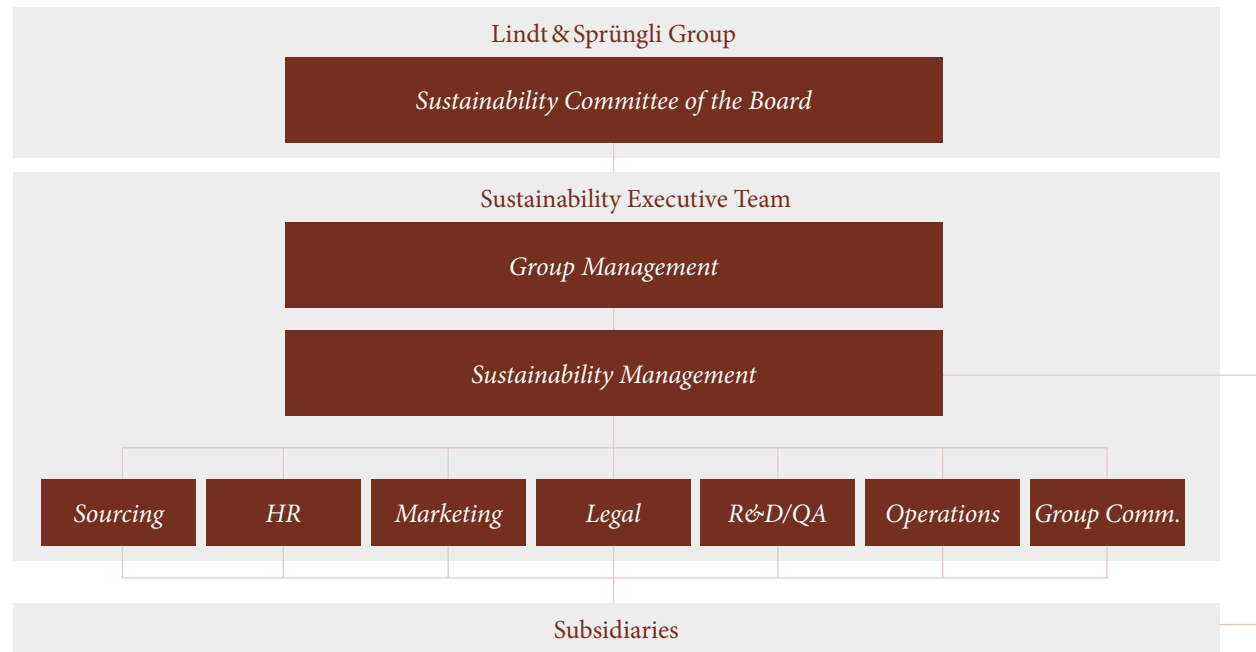 Lindt & Sprüngli Group
Sustainability Committee of the Board
Sustainability Executive Team
Group Management
Sustainability Management
Sourcing
HR
Marketing
Legal
R&D/QA
Operations
Group Comm.
Subsidiaries